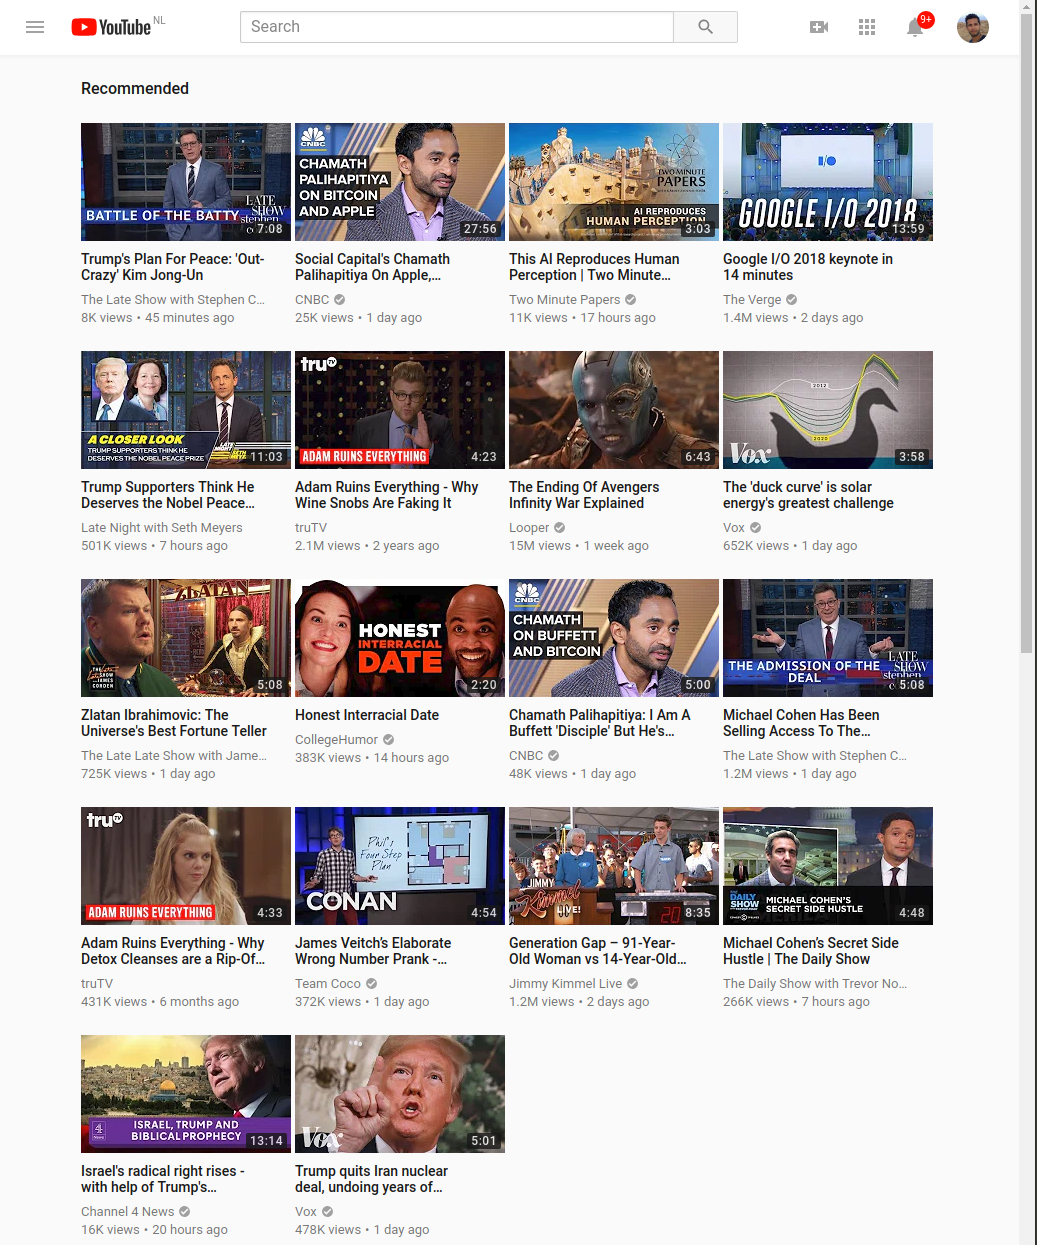 YouTube NL
Search
9+
Recommended
BATTLE OF THE BATTY
LATE
SHOW
stephen
7:08
Trump's Plan For Peace: 'Out-
Crazy' Kim Jong-Un
The Late Show with Stephen C...
8K views • 45 minutes ago
CNBC
CHAMATH
PALIHAPITIYA
ON BITCOIN
AND APPLE
27:56
Social Capital's Chamath
Palihapitiya On Apple,...
CNBC
25K views • 1 day ago
TWO MINUTE
PAPERS
AI REPRODUCES
HUMAN PERCEPTION
3:03
This AI Reproduces Human
Perception | Two Minute...
Two Minute Papers
11K views • 17 hours ago
I/O
GOOGLE I/O 2018
13:59
Google I/O 2018 keynote in
14 minutes
The Verge
1.4M views • 2 days ago
A CLOSER LOOK
TRUMP SUPPORTERS THINK HE
DESERVES THE NOBEL PEACE PRIZE
LATE
NIGHT
SETH
11:03
Trump Supporters Think He
Deserves the Nobel Peace...
Late Night with Seth Meyers
501K views • 7 hours ago
truTV
ADAM RUINS EVERYTHING
4:23
Adam Ruins Everything - Why
Wine Snobs Are Faking It
truTV
2.1M views • 2 years ago
6:43
The Ending Of Avengers
Infinity War Explained
Looper
15M views • 1 week ago
2012
2020
Vox
3:58
The 'duck curve' is solar
energy's greatest challenge
Vox
652K views • 1 day ago
ZLATAN
THE
Late Late
SHOW
JAMES
CORDEN
5:08
Zlatan Ibrahimovic: The
Universe's Best Fortune Teller
The Late Late Show with Jame...
725K views • 1 day ago
HONEST
INTERRACIAL
DATE
2:20
Honest Interracial Date
CollegeHumor
383K views • 14 hours ago
CNBC
CHAMATH
ON BUFFETT
AND BITCOIN
5:00
Chamath Palihapitiya: I Am A
Buffett 'Disciple' But He's...
CNBC
48K views • 1 day ago
THE ADMISSION OF THE
DEAL
LATE
SHOW
stephen
5:08
Michael Cohen Has Been
Selling Access To The...
The Late Show with Stephen C...
1.2M views • 1 day ago
truTV
ADAM RUINS EVERYTHING
4:33
Adam Ruins Everything - Why
Detox Cleanses are a Rip-Of...
truTV
431K views • 6 months ago
Phil's
Four Step
Plan
CONAN
4:54
James Veitch's Elaborate
Wrong Number Prank -...
Team Coco
372K views • 1 day ago
JIMMY
Kimmel
LIVE!
20
8:35
Generation Gap – 91-Year-
Old Woman vs 14-Year-Old...
Jimmy Kimmel Live
1.2M views • 2 days ago
THE
DAILY
SHOW
MICHAEL COHEN'S
SECRET SIDE HUSTLE
4:48
Michael Cohen's Secret Side
Hustle | The Daily Show
The Daily Show with Trevor No...
266K views • 7 hours ago
4
News
ISRAEL, TRUMP AND
BIBLICAL PROPHECY
13:14
Israel's radical right rises -
with help of Trump's...
Channel 4 News
16K views • 20 hours ago
Vox
5:01
Trump quits Iran nuclear
deal, undoing years of...
Vox
478K views • 1 day ago